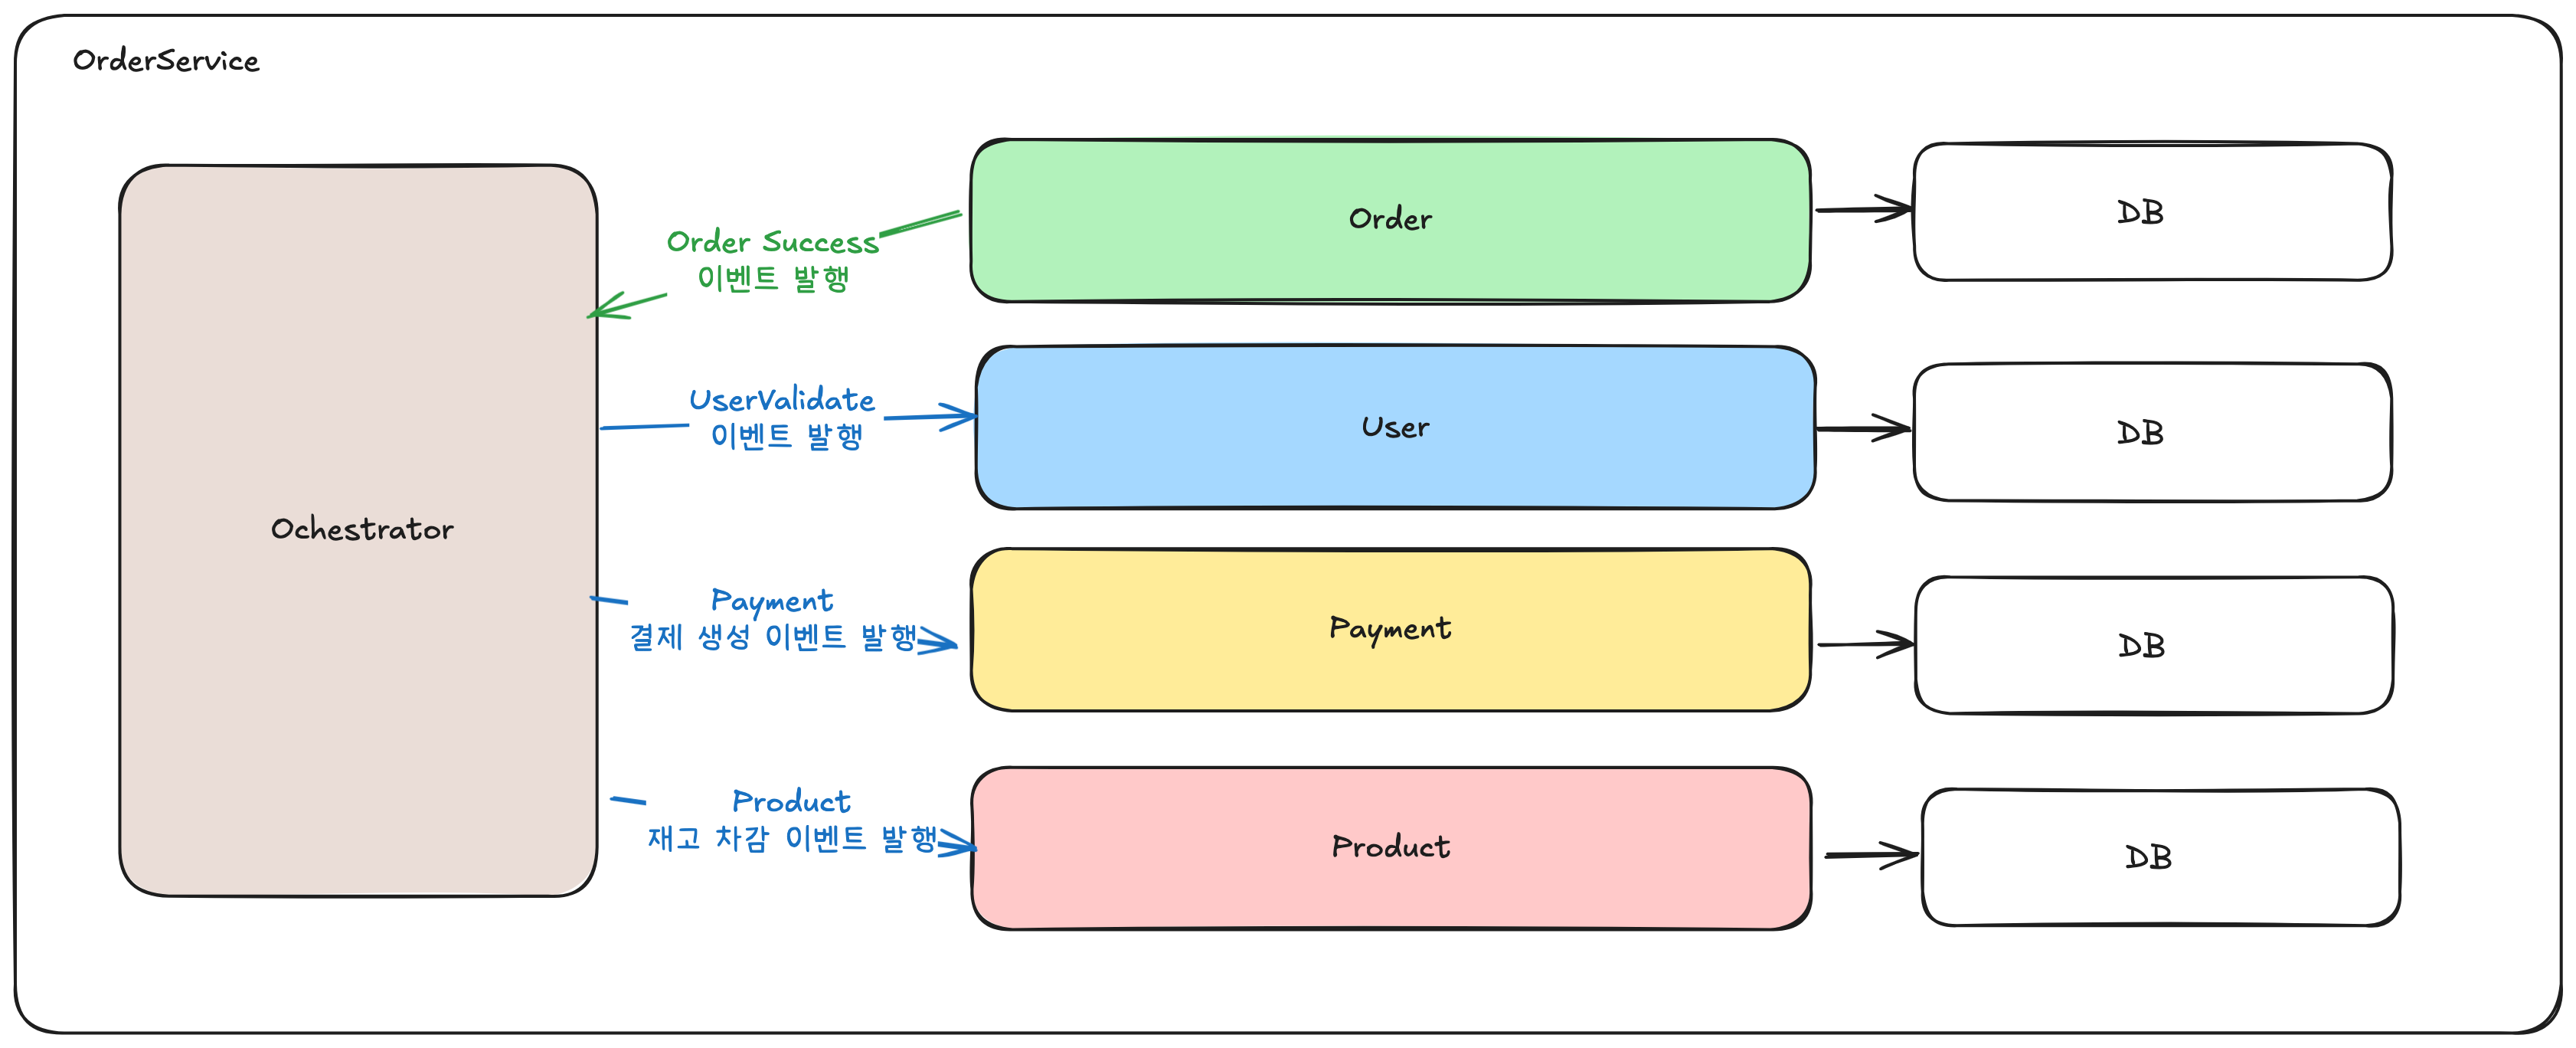 OrderService
Order
DB
Order Success
이벤트 발행
UserValidate
이벤트 발행
User
DB
Ochestrator
Payment
결제 생성 이벤트 발행
Payment
DB
Product
재고 차감 이벤트 발행
Product
DB